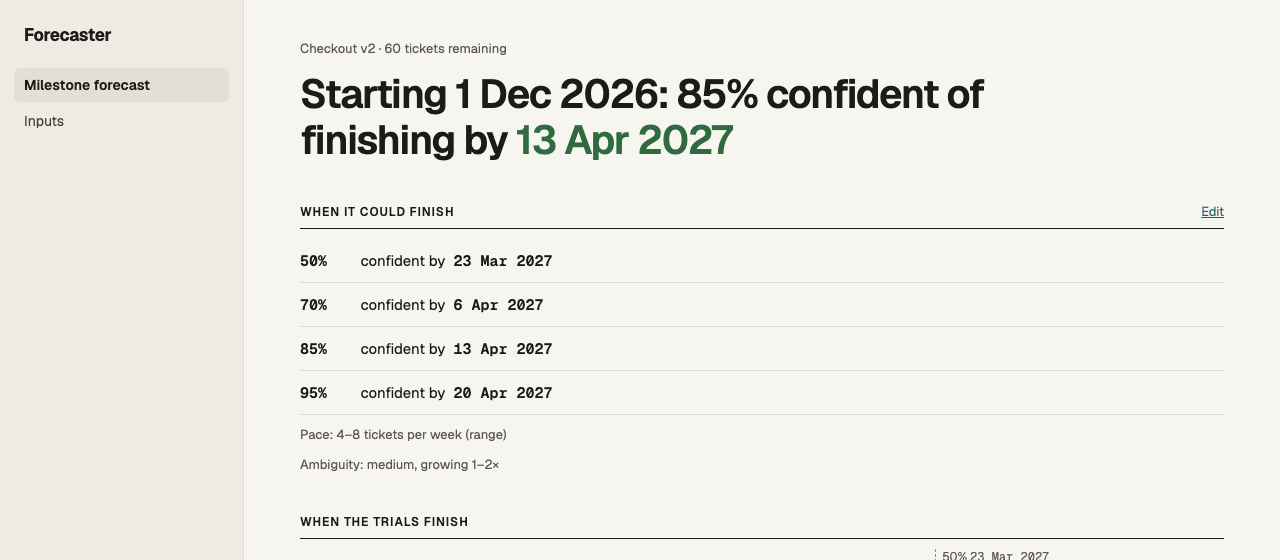 Forecaster
Milestone forecast
Inputs
Checkout v2 · 60 tickets remaining
Starting 1 Dec 2026: 85% confident of
finishing by 13 Apr 2027
WHEN IT COULD FINISH
Edit
50% confident by 23 Mar 2027
70% confident by 6 Apr 2027
85% confident by 13 Apr 2027
95% confident by 20 Apr 2027
Pace: 4–8 tickets per week (range)
Ambiguity: medium, growing 1–2×
WHEN THE TRIALS FINISH
50% 23 Mar 2027